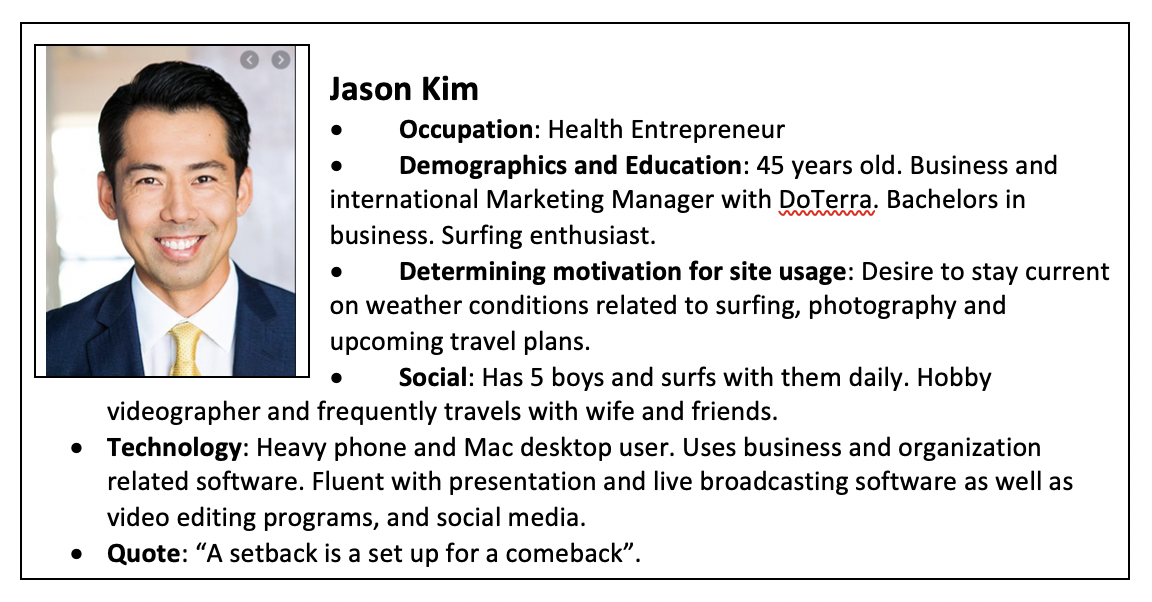 Jason Kim
• Occupation: Health Entrepreneur
• Demographics and Education: 45 years old. Business and
international Marketing Manager with DoTerra. Bachelors in
business. Surfing enthusiast.
• Determining motivation for site usage: Desire to stay current
on weather conditions related to surfing, photography and
upcoming travel plans.
• Social: Has 5 boys and surfs with them daily. Hobby
videographer and frequently travels with wife and friends.
• Technology: Heavy phone and Mac desktop user. Uses business and organization
related software. Fluent with presentation and live broadcasting software as well as
video editing programs, and social media.
• Quote: “A setback is a set up for a comeback”.